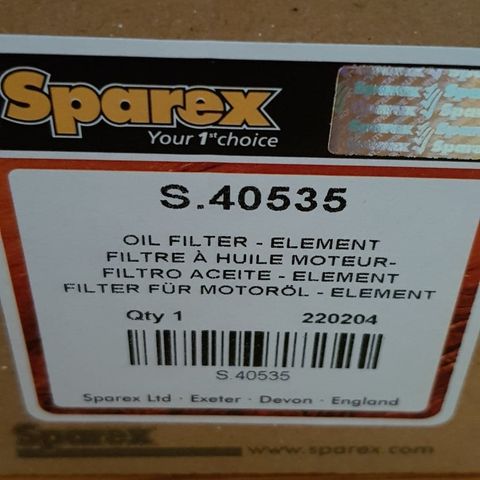 Sparex
Your 1st choice
Sparex
S.40535
OIL FILTER - ELEMENT
FILTRE À HUILE MOTEUR-
FILTRO ACEITE - ELEMENT
FILTER FÜR MOTORÖL - ELEMENT
Qty 1 220204
S.40535
Sparex Ltd · Exeter · Devon · England
Sparex www.sparex.com